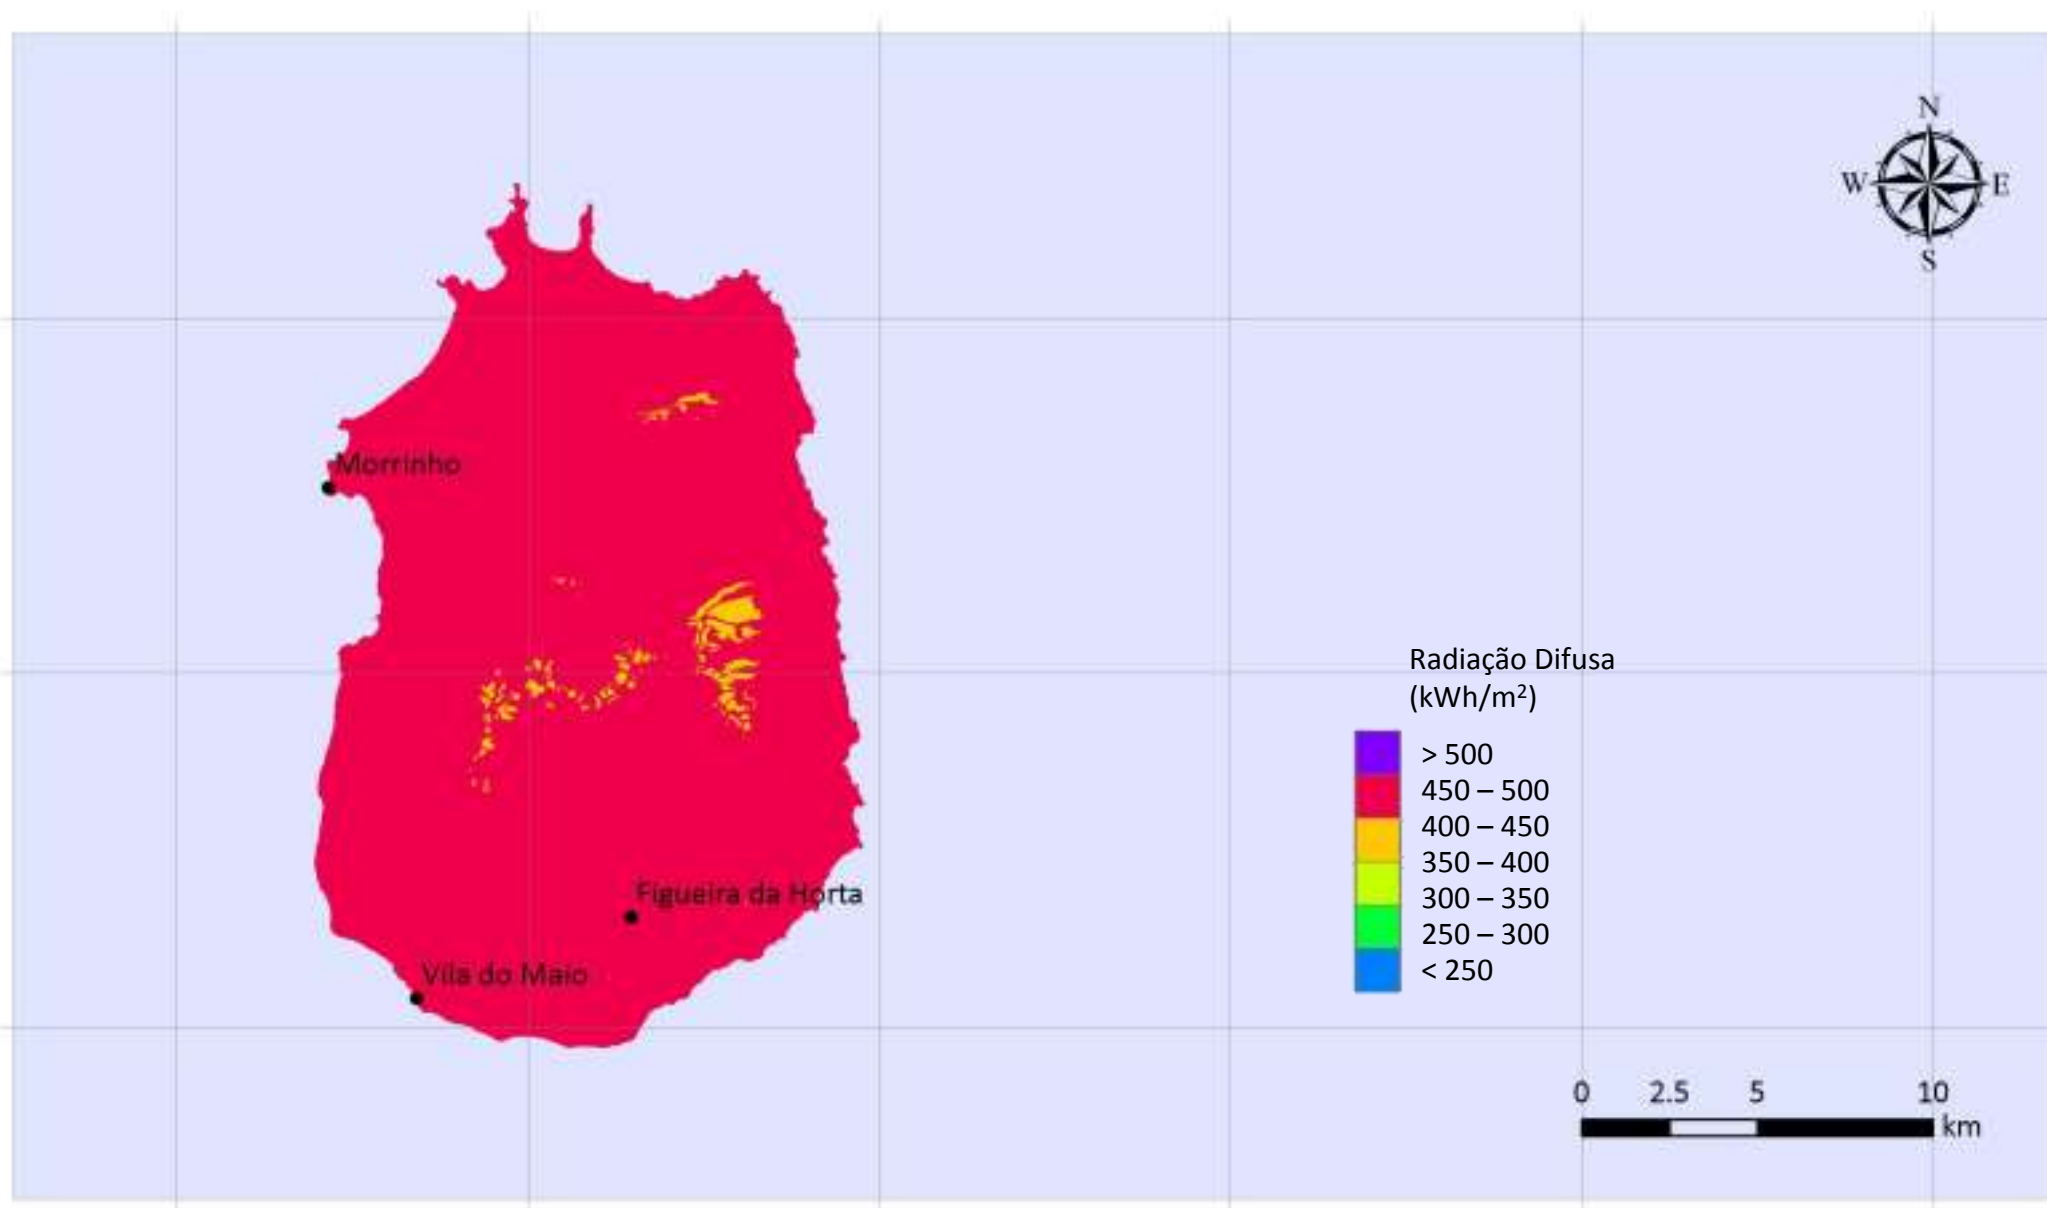 N
W E
S
Morrinho
Radiação Difusa
(kWh/m²)
> 500
450 – 500
400 – 450
350 – 400
300 – 350
250 – 300
< 250
Figueira da Horta
Vila do Maio
0 2.5 5 10
km